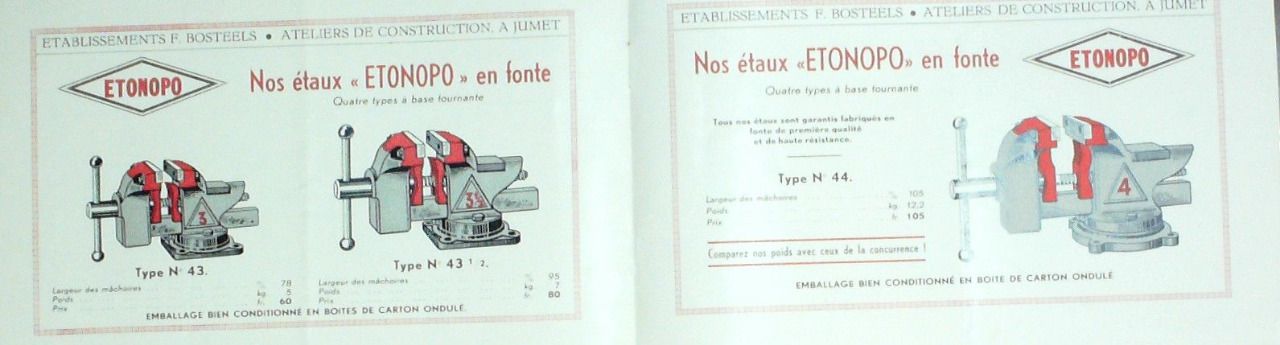 ETABLISSEMENTS F. BOSTEELS • ATELIERS DE CONSTRUCTION, A JUMET
ETONOPO
Nos étaux « ETONOPO » en fonte
Quatre types à base tournante
3
3½
Type N° 43.
Largeur des mâchoires 78
Poids kg. 5
Prix fr. 60
Type N° 43 1/2.
Largeur des mâchoires 95
Poids kg. 7
Prix fr. 80
EMBALLAGE BIEN CONDITIONNÉ EN BOITES DE CARTON ONDULÉ.
ETABLISSEMENTS F. BOSTEELS • ATELIERS DE CONSTRUCTION, A JUMET
Nos étaux «ETONOPO» en fonte
ETONOPO
Quatre types à base tournante
Tous nos étaux sont garantis fabriqués en
fonte de première qualité
et de haute résistance.
Type N° 44.
Largeur des mâchoires 105
Poids kg. 12,2
Prix fr. 105
4
Comparez nos poids avec ceux de la concurrence !
EMBALLAGE BIEN CONDITIONNÉ EN BOITE DE CARTON ONDULÉ